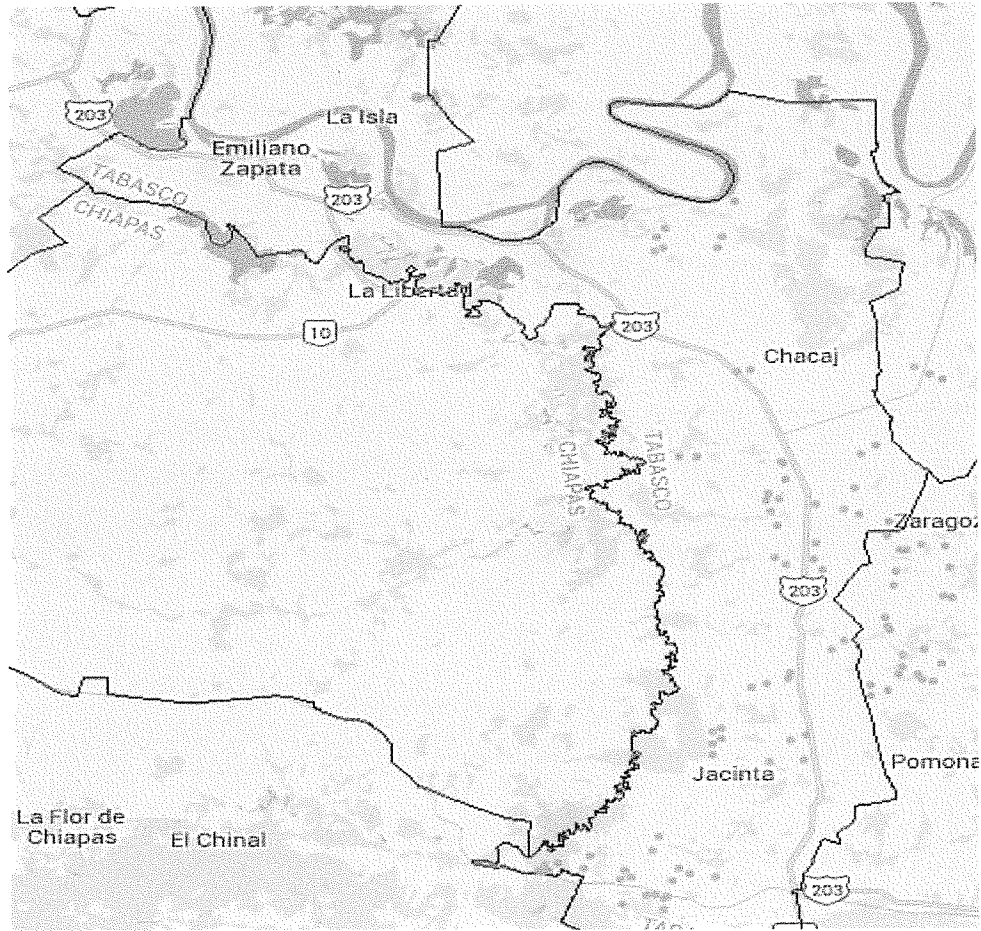 203
La Isla
Emiliano
Zapata
203
TABASCO
CHIAPAS
La Libertad
10
203
Chacaj
TABASCO
CHIAPAS
Zaragoz
203
Jacinta
Pomona
La Flor de
Chiapas
El Chinal
203